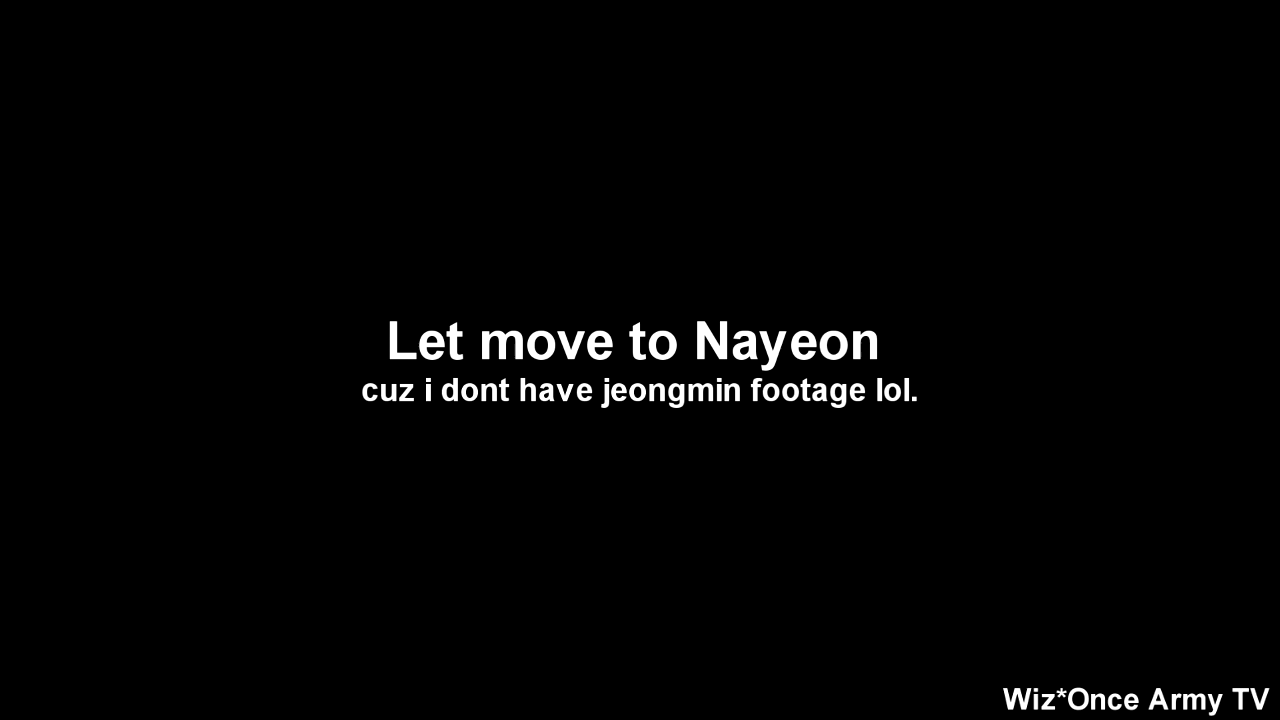 Let move to Nayeon
cuz i dont have jeongmin footage lol.
Wiz*Once Army TV